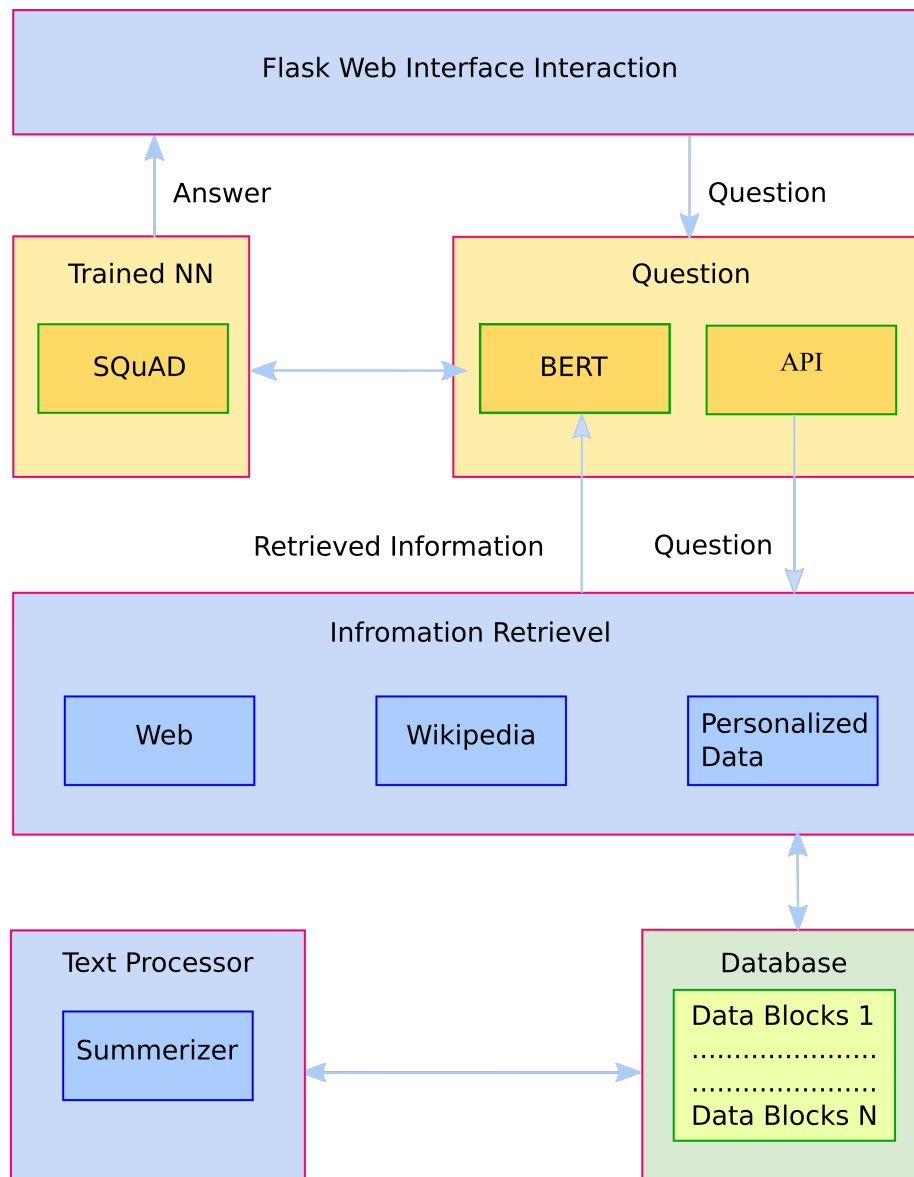 Flask Web Interface Interaction
Answer
Question
Trained NN
SQuAD
Question
BERT
API
Retrieved Information
Question
Infromation Retrievel
Web
Wikipedia
Personalized
Data
Text Processor
Summerizer
Database
Data Blocks 1
......................
......................
Data Blocks N